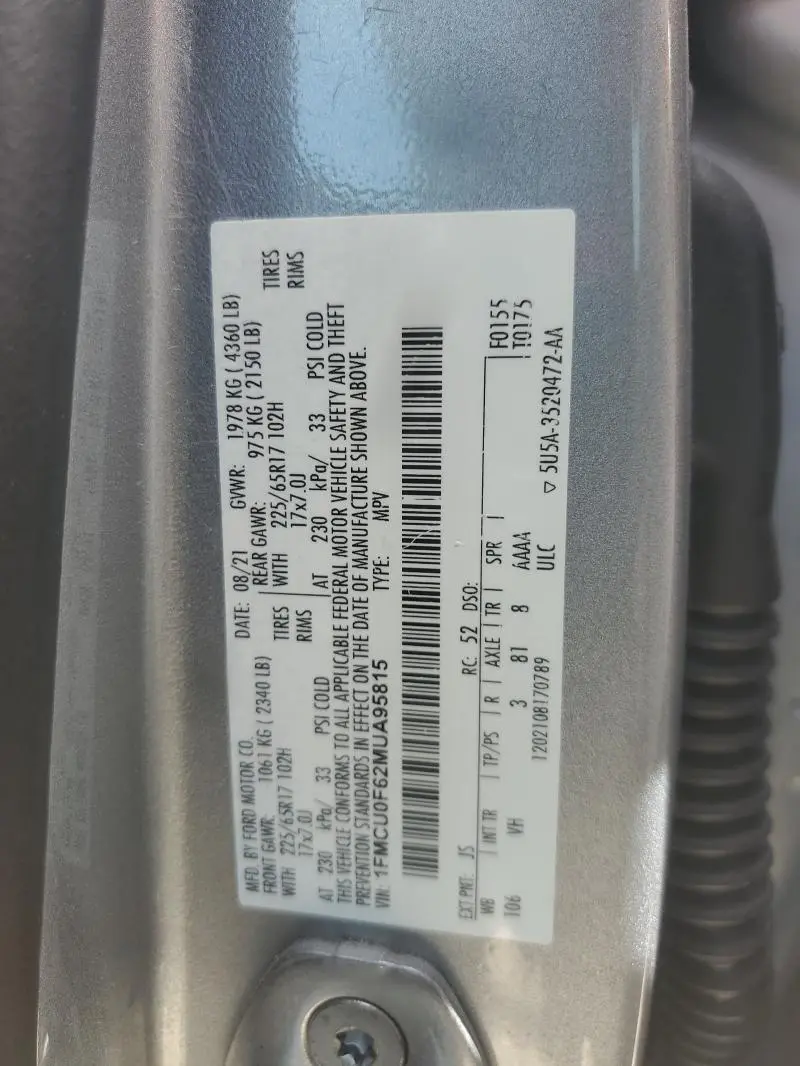 MFD. BY FORD MOTOR CO.
DATE: 08/21 GVWR: 1978 KG ( 4360 LB)
FRONT GAWR: 1061 KG ( 2340 LB) REAR GAWR: 975 KG ( 2150 LB)
WITH 225/65R17 102H TIRES WITH 225/65R17 102H TIRES
17x7.0J RIMS 17x7.0J RIMS
AT 230 kPa/ 33 PSI COLD AT 230 kPa/ 33 PSI COLD
THIS VEHICLE CONFORMS TO ALL APPLICABLE FEDERAL MOTOR VEHICLE SAFETY AND THEFT
PREVENTION STANDARDS IN EFFECT ON THE DATE OF MANUFACTURE SHOWN ABOVE.
VIN: 1FMCU0F62MUA95815 TYPE: MPV
EXT PNT: JS RC: 52 DSO: F0155
WB INT TR TP/PS R AXLE TR SPR T0175
106 VH 3 81 8 AAAA
1202108170789 ULC ▽ 5U5A-3520472-AA